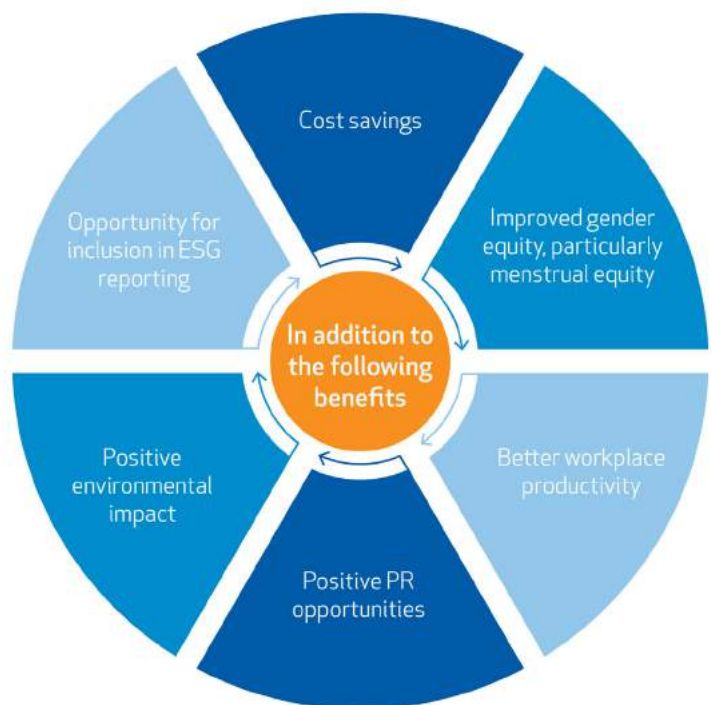 Cost savings
Improved gender
equity, particularly
menstrual equity
Better workplace
productivity
Positive PR
opportunities
Positive
environmental
impact
Opportunity for
inclusion in ESG
reporting
In addition to
the following
benefits